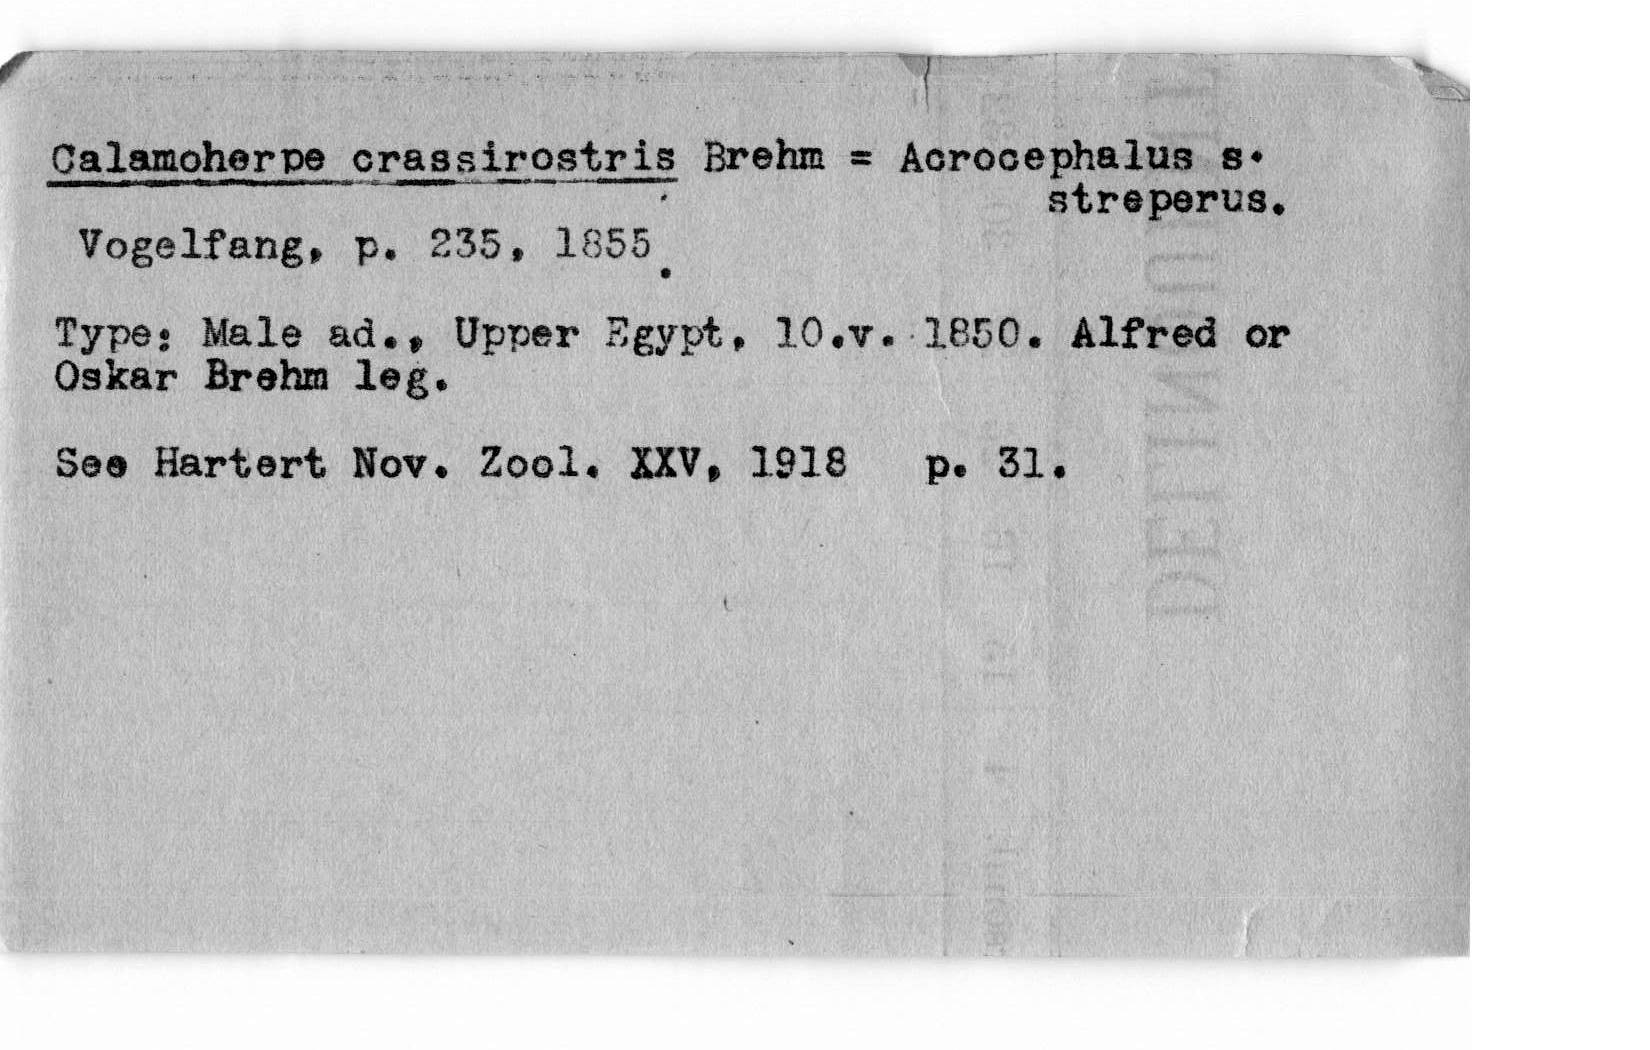 Calamoherpe crassirostris Brehm = Acrocephalus s.
streperus.
Vogelfang, p. 235, 1855.
Type: Male ad., Upper Egypt, 10.v. 1850. Alfred or
Oskar Brehm leg.
See Hartert Nov. Zool. XXV, 1918 p. 31.